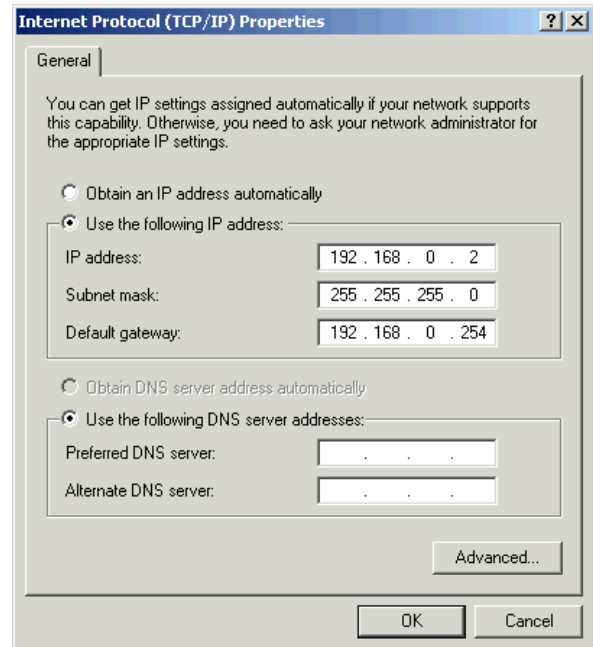 Internet Protocol (TCP/IP) Properties
General
You can get IP settings assigned automatically if your network supports
this capability. Otherwise, you need to ask your network administrator for
the appropriate IP settings.
Obtain an IP address automatically
Use the following IP address:
IP address: 192 . 168 . 0 . 2
Subnet mask: 255 . 255 . 255 . 0
Default gateway: 192 . 168 . 0 . 254
Obtain DNS server address automatically
Use the following DNS server addresses:
Preferred DNS server: . . .
Alternate DNS server: . . .
Advanced...
OK Cancel